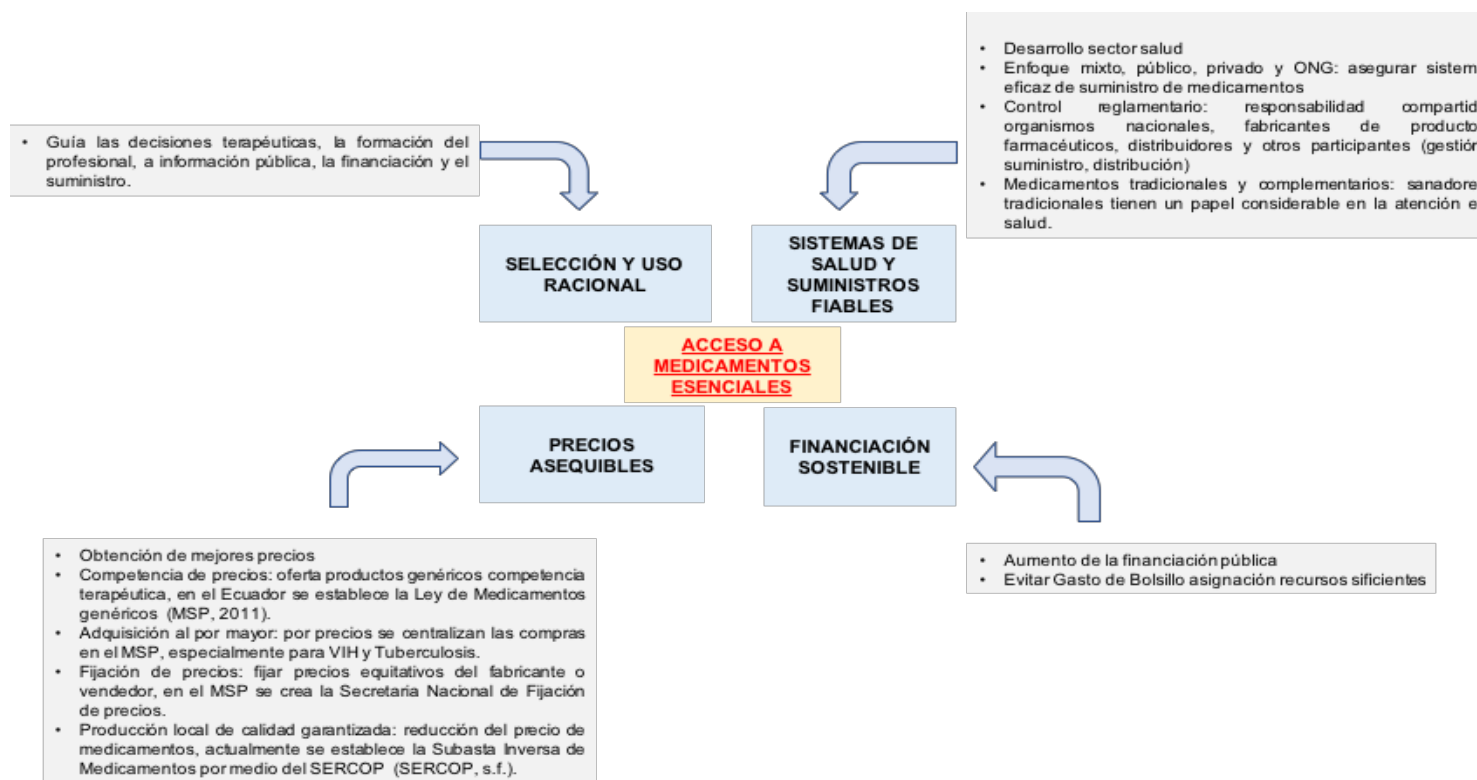 • Guía las decisiones terapéuticas, la formación del
profesional, a información pública, la financiación y el
suministro.
• Desarrollo sector salud
• Enfoque mixto, público, privado y ONG: asegurar sistem
eficaz de suministro de medicamentos
• Control reglamentario: responsabilidad compartid
organismos nacionales, fabricantes de producto
farmacéuticos, distribuidores y otros participantes (gestión
suministro, distribución)
• Medicamentos tradicionales y complementarios: sanadore
tradicionales tienen un papel considerable en la atención e
salud.
SELECCIÓN Y USO
RACIONAL
SISTEMAS DE
SALUD Y
SUMINISTROS
FIABLES
ACCESO A
MEDICAMENTOS
ESENCIALES
PRECIOS
ASEQUIBLES
FINANCIACIÓN
SOSTENIBLE
• Obtención de mejores precios
• Competencia de precios: oferta productos genéricos competencia
terapéutica, en el Ecuador se establece la Ley de Medicamentos
genéricos (MSP, 2011).
• Adquisición al por mayor: por precios se centralizan las compras
en el MSP, especialmente para VIH y Tuberculosis.
• Fijación de precios: fijar precios equitativos del fabricante o
vendedor, en el MSP se crea la Secretaria Nacional de Fijación
de precios.
• Producción local de calidad garantizada: reducción del precio de
medicamentos, actualmente se establece la Subasta Inversa de
Medicamentos por medio del SERCOP (SERCOP, s.f.).
• Aumento de la financiación pública
• Evitar Gasto de Bolsillo asignación recursos sificientes